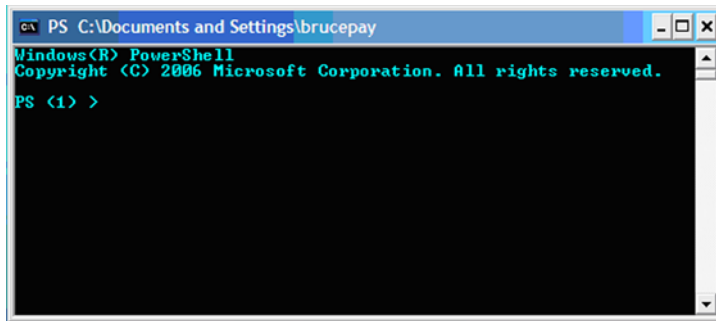 PS C:\Documents and Settings\brucepay
Windows(R) PowerShell
Copyright (C) 2006 Microsoft Corporation. All rights reserved.
PS (1) >